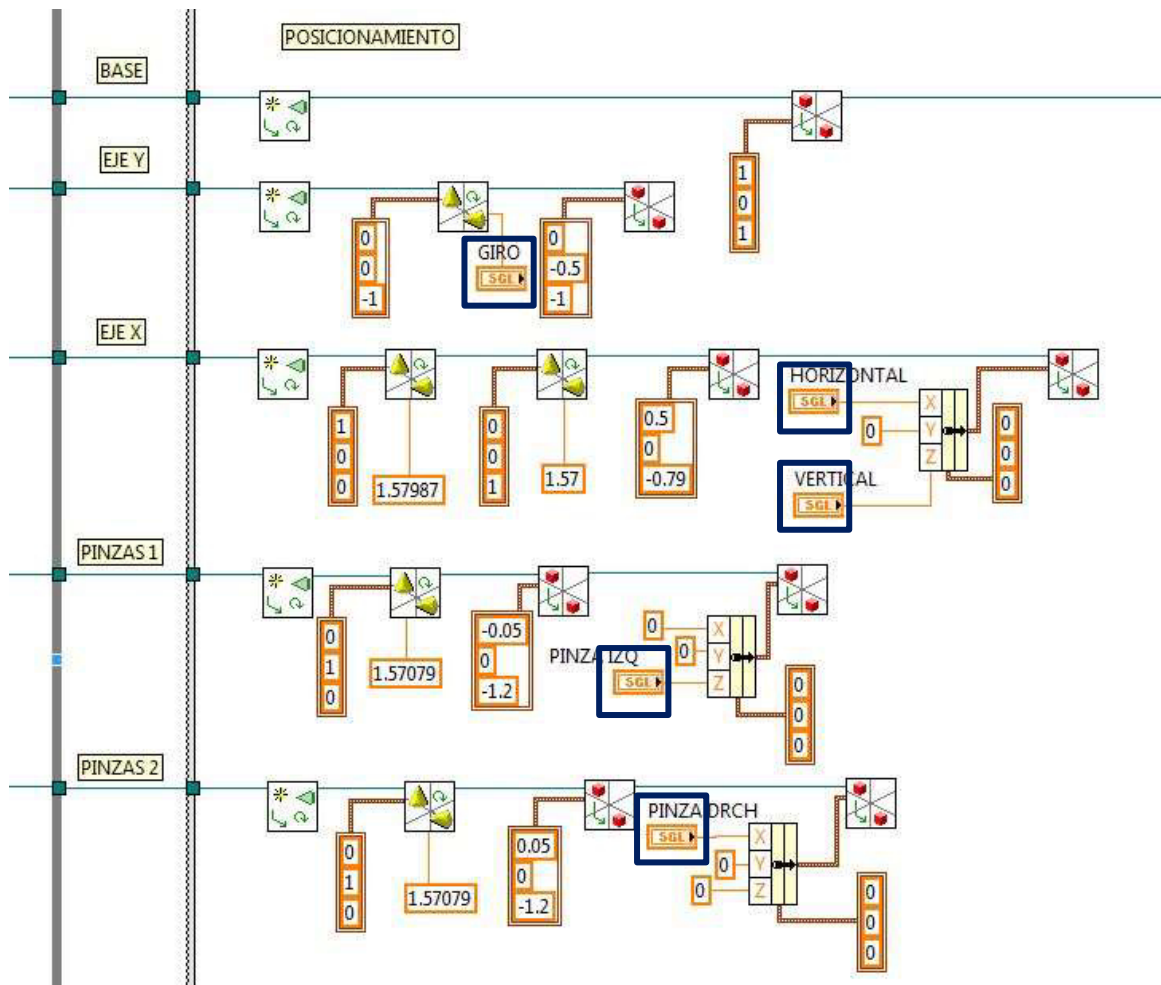 POSICIONAMIENTO
BASE
1
0
1
EJE Y
0
0
-1
GIRO
SGL
0
-0.5
-1
EJE X
1
0
0
1.57987
0
0
1
1.57
0.5
0
-0.79
HORIZONTAL
SGL
0
VERTICAL
SGL
X
Y
Z
0
0
0
PINZAS 1
0
1
0
1.57079
-0.05
0
-1.2
0
0
PINZA IZQ
SGL
X
Y
Z
0
0
0
PINZAS 2
0
1
0
1.57079
0.05
0
-1.2
PINZA DRCH
SGL
0
0
X
Y
Z
0
0
0